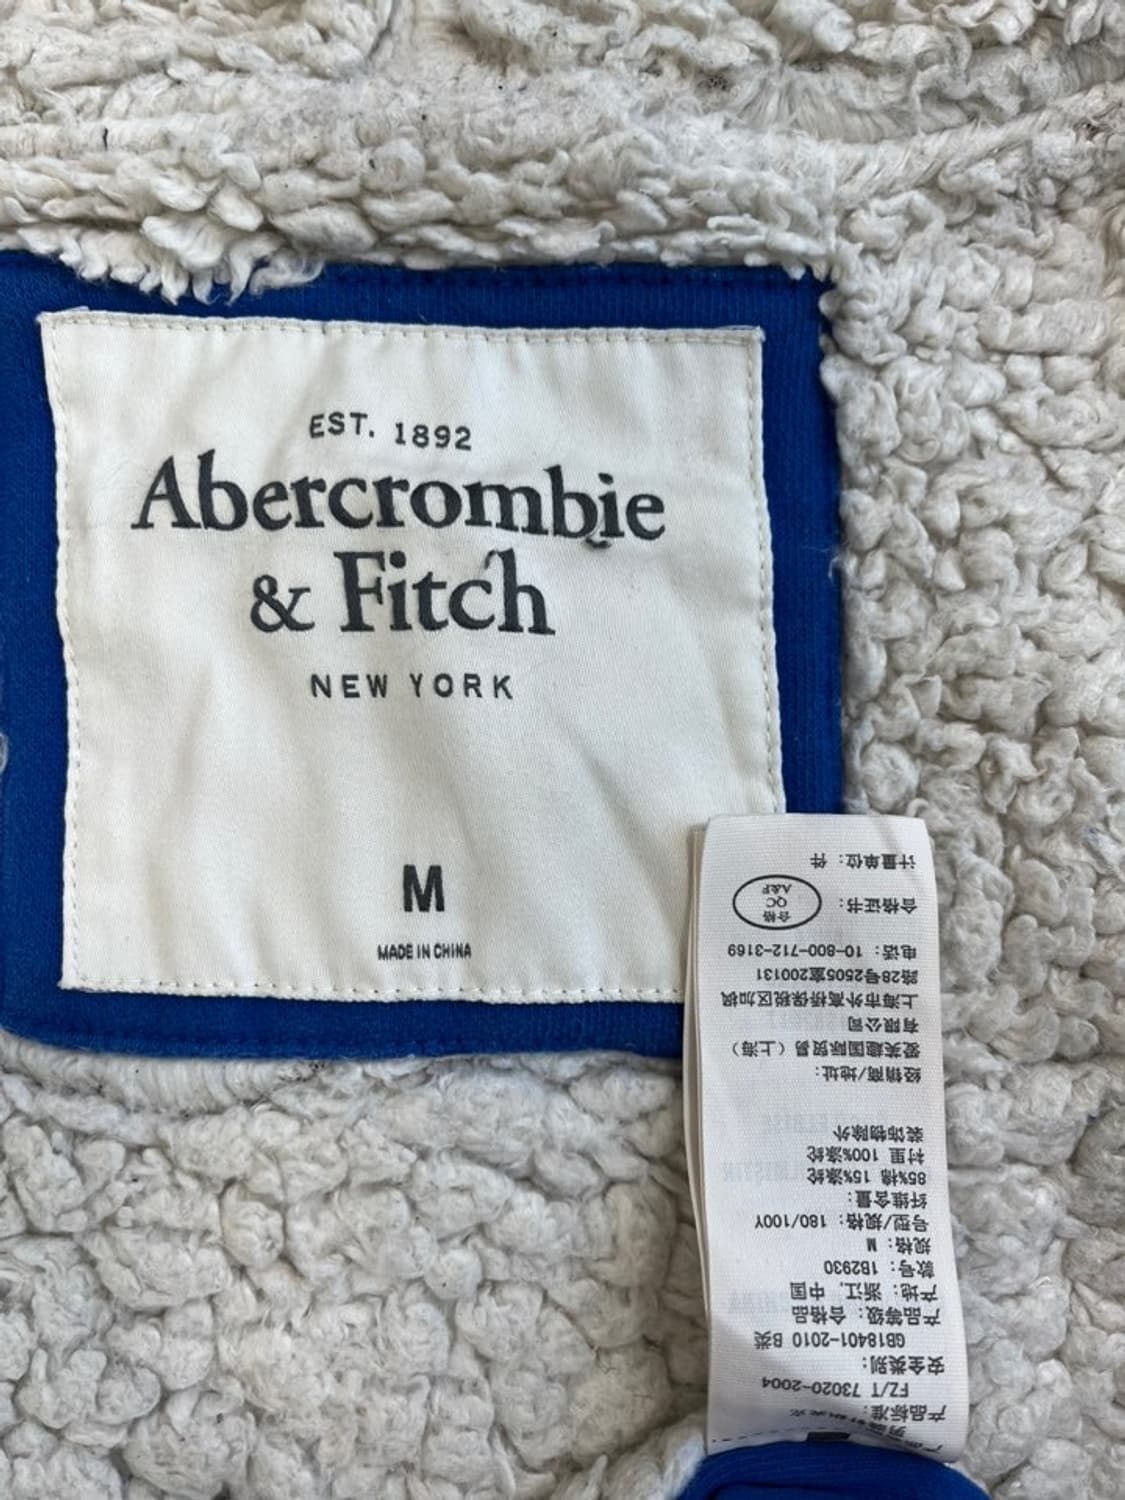 EST. 1892
Abercrombie
& Fitch
NEW YORK
M
MADE IN CHINA
产品标准:
FZ/T 73020-2004
安全类别:
GB18401-2010 B类
产品等级: 合格品
产地: 浙江, 中国
款号: 1B2930
规格: M
号型/规格: 180/100Y
纤维含量:
85%棉 15%涤纶
衬里 100%涤纶
装饰物除外
经销商/地址:
爱芙趣国际贸易（上海）
有限公司
上海市外高桥保税区加枫
路28号2505室200131
电话: 10-800-712-3169
合格证书:
合格
QC
A&F
计量单位: 件